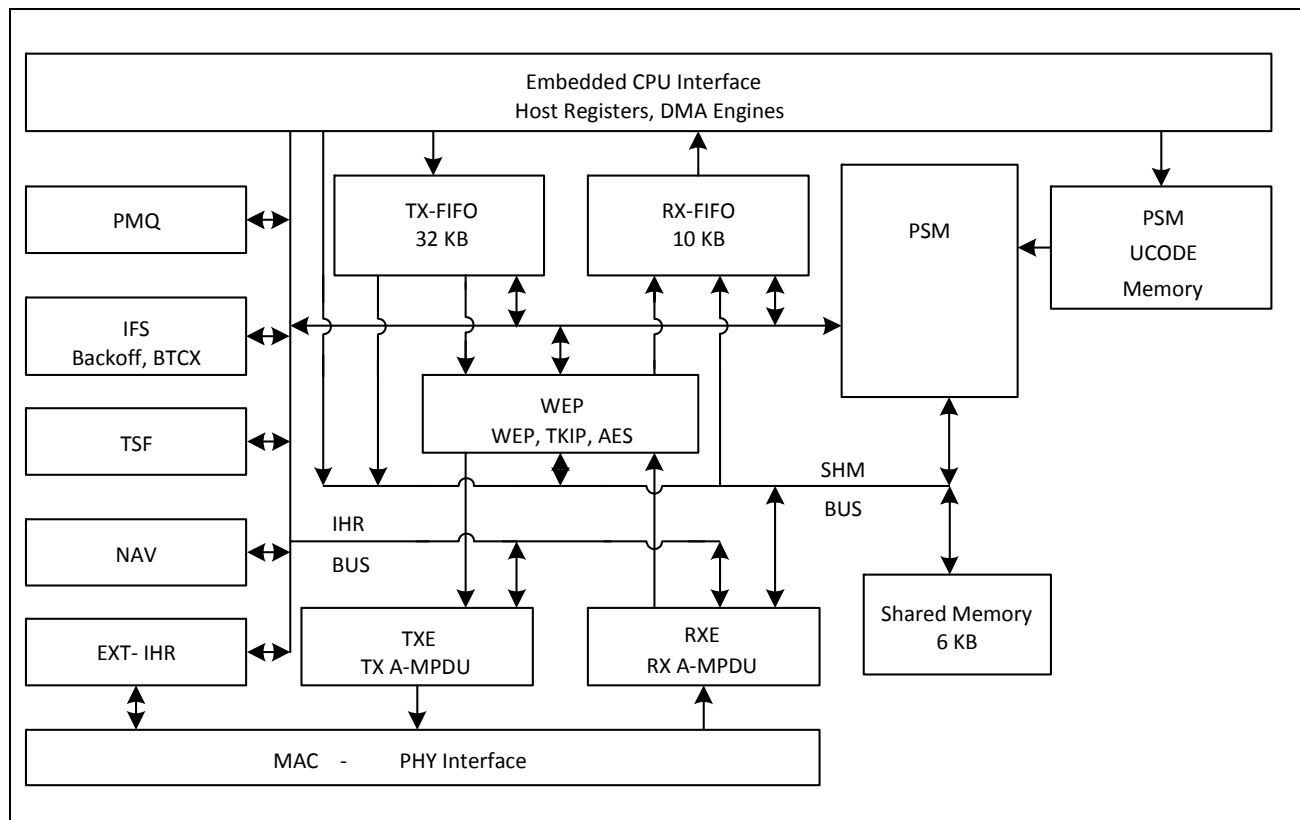 Embedded CPU Interface
Host Registers, DMA Engines
PMQ
TX-FIFO
32 KB
RX-FIFO
10 KB
PSM
PSM
UCODE
Memory
IFS
Backoff, BTCX
WEP
WEP, TKIP, AES
TSF
SHM
BUS
IHR
BUS
NAV
Shared Memory
6 KB
EXT- IHR
TXE
TX A-MPDU
RXE
RX A-MPDU
MAC - PHY Interface